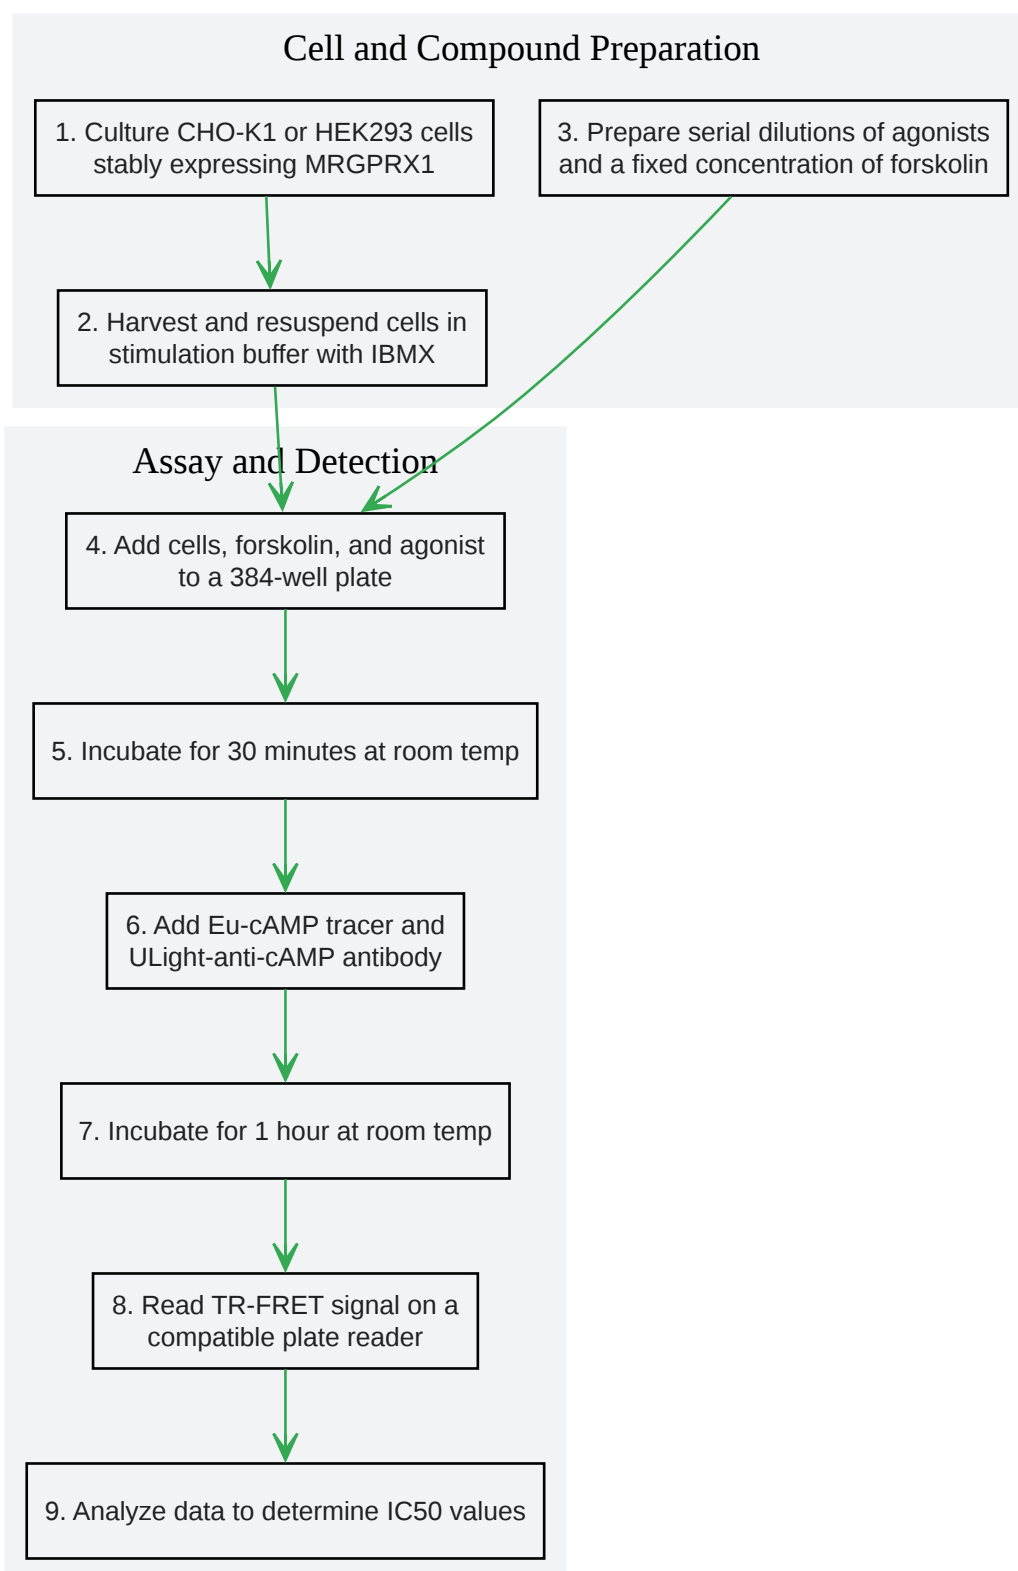 Cell and Compound Preparation
1. Culture CHO-K1 or HEK293 cells
stably expressing MRGPRX1
3. Prepare serial dilutions of agonists
and a fixed concentration of forskolin
2. Harvest and resuspend cells in
stimulation buffer with IBMX
Assay and Detection
4. Add cells, forskolin, and agonist
to a 384-well plate
5. Incubate for 30 minutes at room temp
6. Add Eu-cAMP tracer and
ULight-anti-cAMP antibody
7. Incubate for 1 hour at room temp
8. Read TR-FRET signal on a
compatible plate reader
9. Analyze data to determine IC50 values